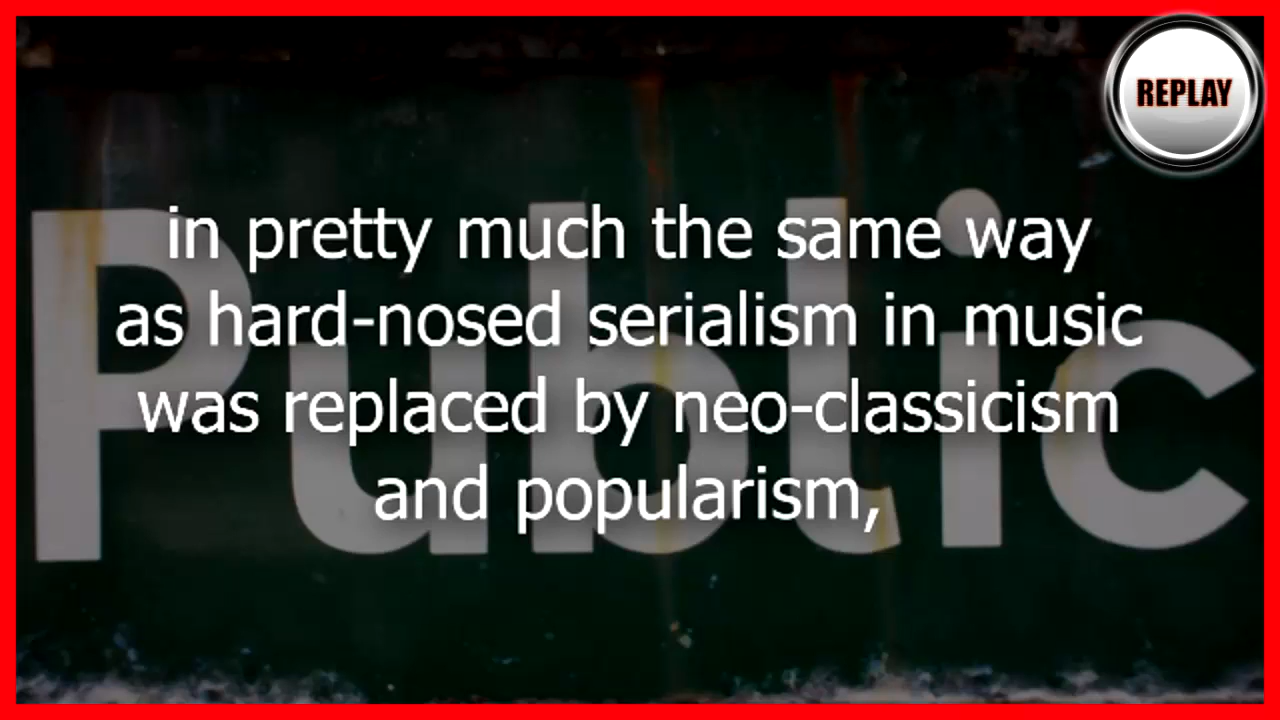 REPLAY
in pretty much the same way
as hard-nosed serialism in music
was replaced by neo-classicism
and popularism,
Public